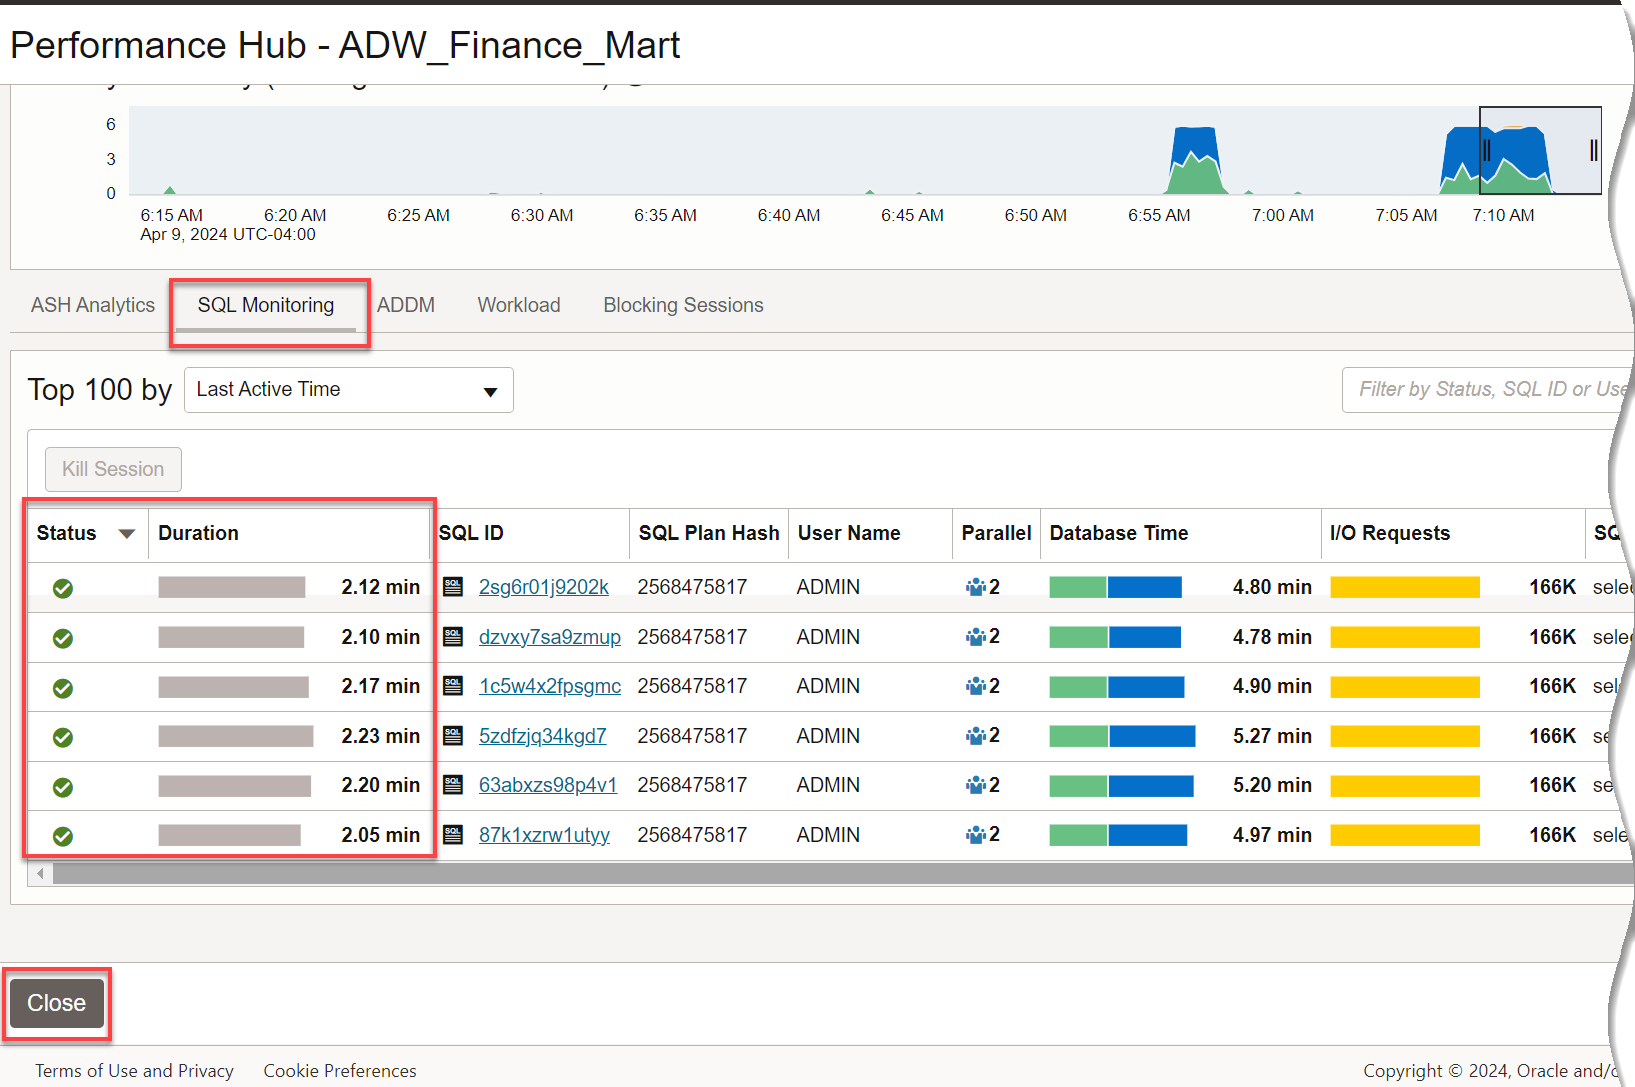 Performance Hub - ADW_Finance_Mart
6
3
0
6:15 AM 6:20 AM 6:25 AM 6:30 AM 6:35 AM 6:40 AM 6:45 AM 6:50 AM 6:55 AM 7:00 AM 7:05 AM 7:10 AM
Apr 9, 2024 UTC-04:00
ASH Analytics SQL Monitoring ADDM Workload Blocking Sessions
Top 100 by Last Active Time Filter by Status, SQL ID or Use
Kill Session
Status Duration SQL ID SQL Plan Hash User Name Parallel Database Time I/O Requests SQ
2.12 min SQL 2sg6r01j9202k 2568475817 ADMIN 2 4.80 min 166K sele
2.10 min SQL dzvxy7sa9zmup 2568475817 ADMIN 2 4.78 min 166K sele
2.17 min SQL 1c5w4x2fpsgmc 2568475817 ADMIN 2 4.90 min 166K sel
2.23 min SQL 5zdfzjq34kgd7 2568475817 ADMIN 2 5.27 min 166K se
2.20 min SQL 63abxzs98p4v1 2568475817 ADMIN 2 5.20 min 166K se
2.05 min SQL 87k1xzrw1utyy 2568475817 ADMIN 2 4.97 min 166K sele
Close
Terms of Use and Privacy Cookie Preferences Copyright © 2024, Oracle and/o